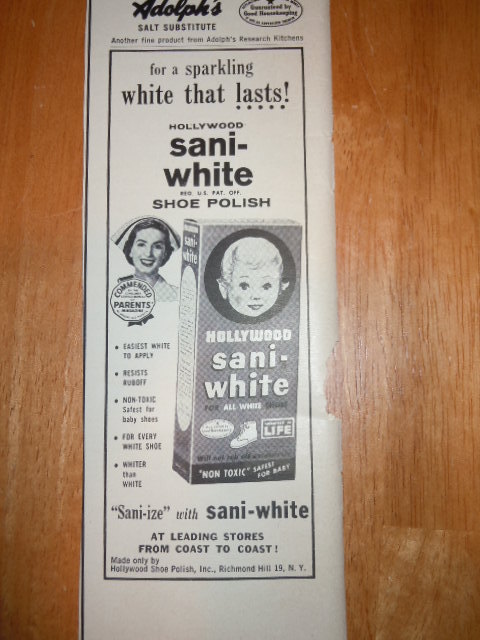 Adolph's
SALT SUBSTITUTE
Guaranteed by
Good Housekeeping
Another fine product from Adolph's Research Kitchens
for a sparkling
white that lasts!
HOLLYWOOD
sani-
white
REG. U.S. PAT. OFF.
SHOE POLISH
COMMENDED
PARENTS'
MAGAZINE
• EASIEST WHITE
TO APPLY
• RESISTS
RUBOFF
• NON-TOXIC
Safest for
baby shoes
• FOR EVERY
WHITE SHOE
• WHITER
than
WHITE
sani-
white
HOLLYWOOD
sani-
white
FOR ALL WHITE SHOES
LIFE
"NON TOXIC" SAFEST
FOR BABY
"Sani-ize" with sani-white
AT LEADING STORES
FROM COAST TO COAST!
Made only by
Hollywood Shoe Polish, Inc., Richmond Hill 19, N. Y.